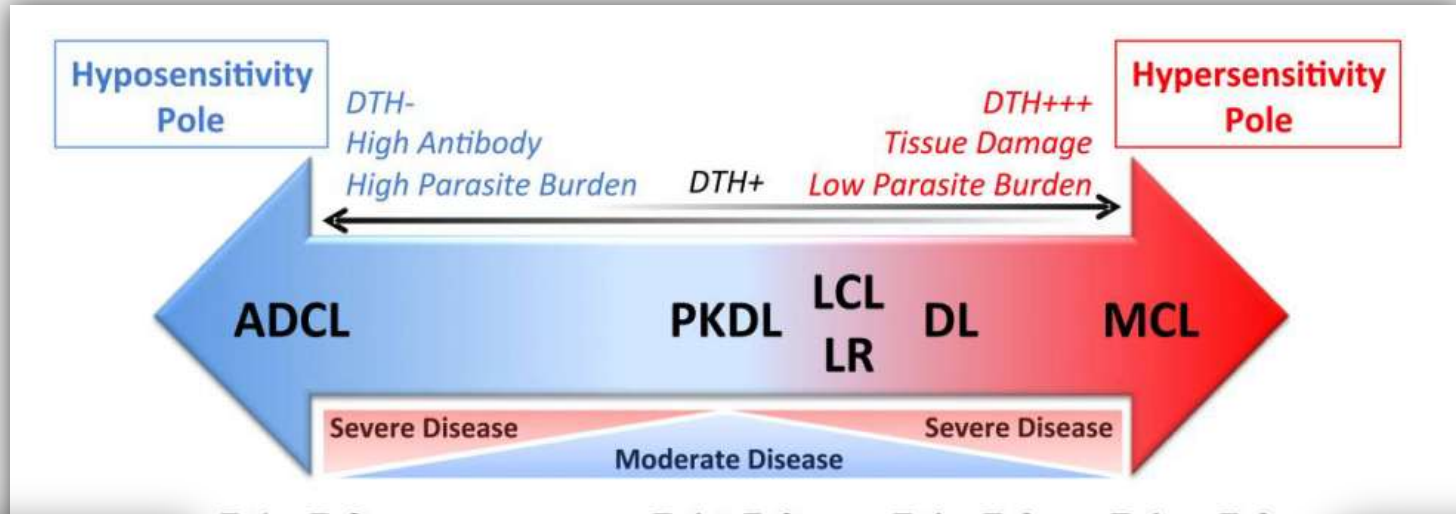 Hyposensitivity
Pole
DTH-
High Antibody
High Parasite Burden
DTH+
DTH+++
Tissue Damage
Low Parasite Burden
Hypersensitivity
Pole
ADCL
PKDL
LCL
LR
DL
MCL
Severe Disease
Moderate Disease
Severe Disease